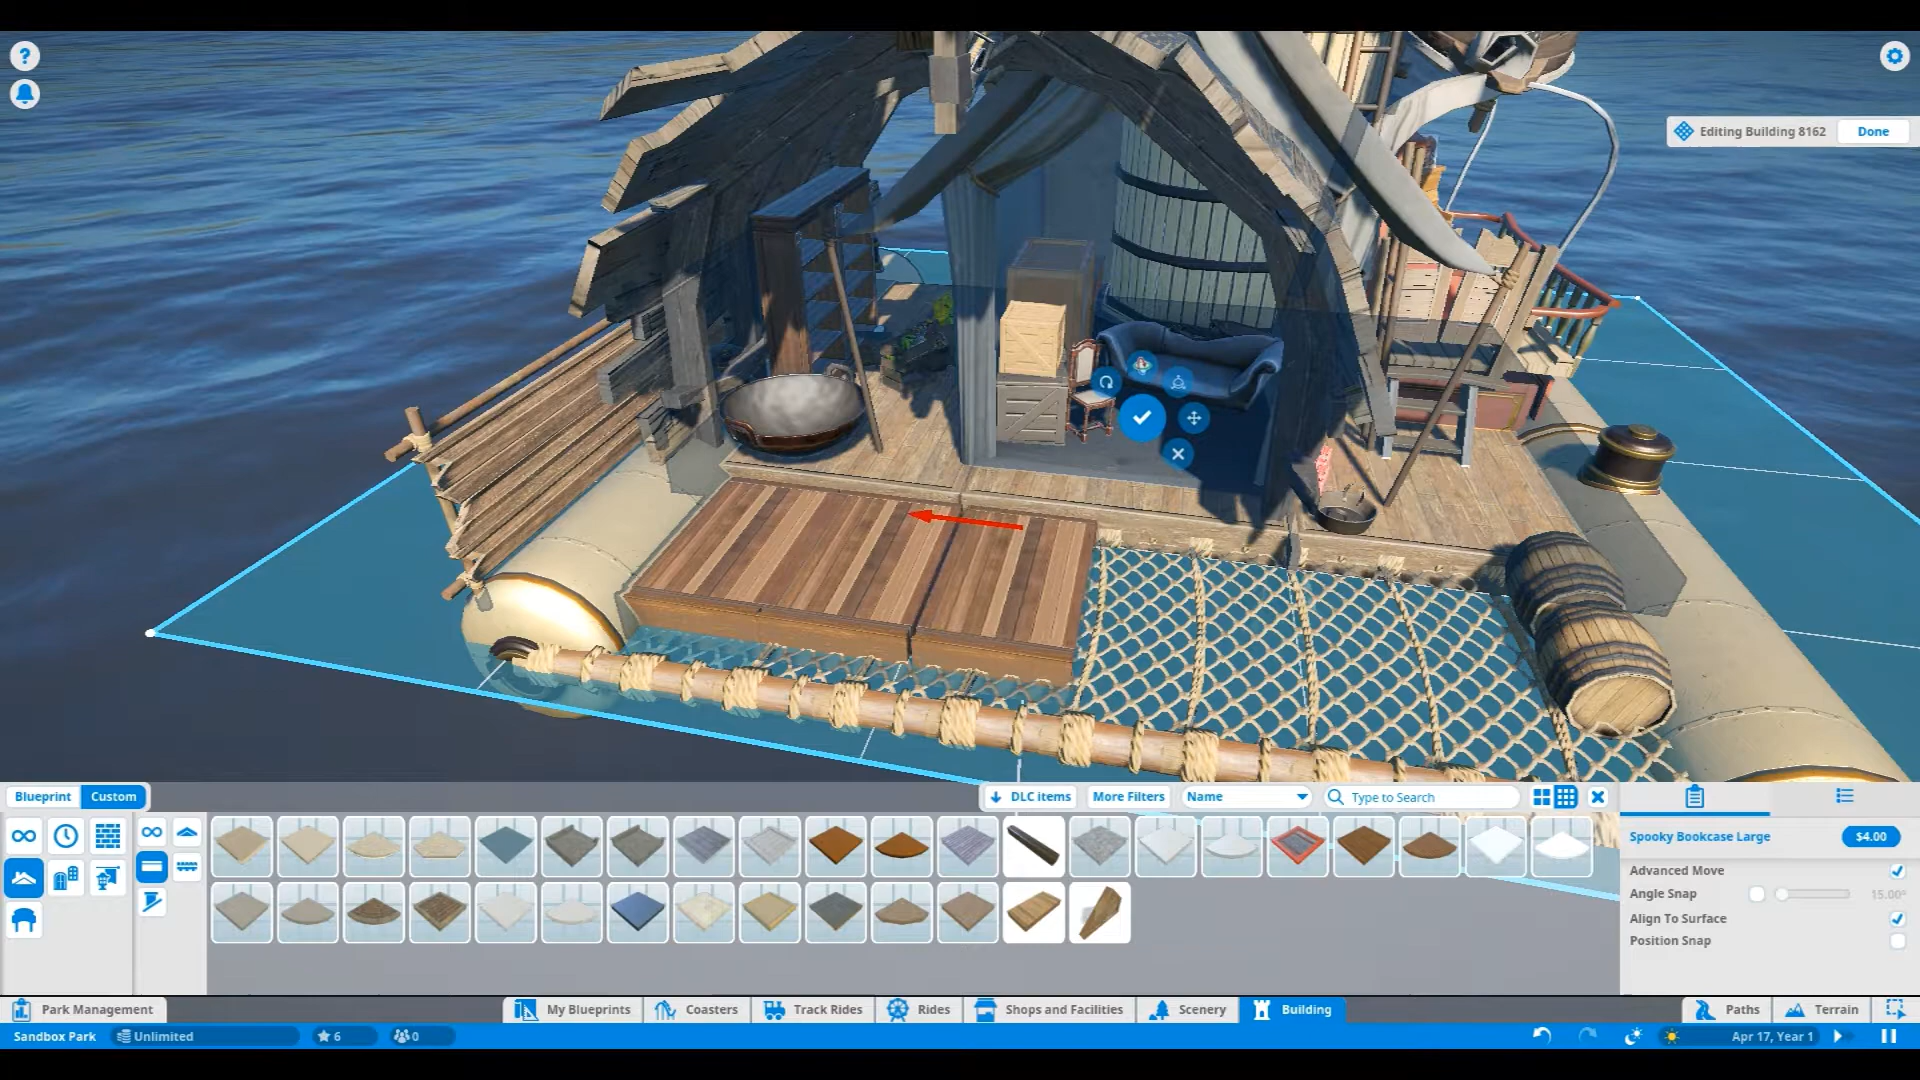 ?
Editing Building 8162
Done
Blueprint
Custom
DLC items
More Filters
Name
Type to Search
Spooky Bookcase Large
$4.00
Advanced Move
Angle Snap
15.00°
Align To Surface
Position Snap
Park Management
My Blueprints
Coasters
Track Rides
Rides
Shops and Facilities
Scenery
Building
Paths
Terrain
Sandbox Park
Unlimited
6
0
Apr 17, Year 1